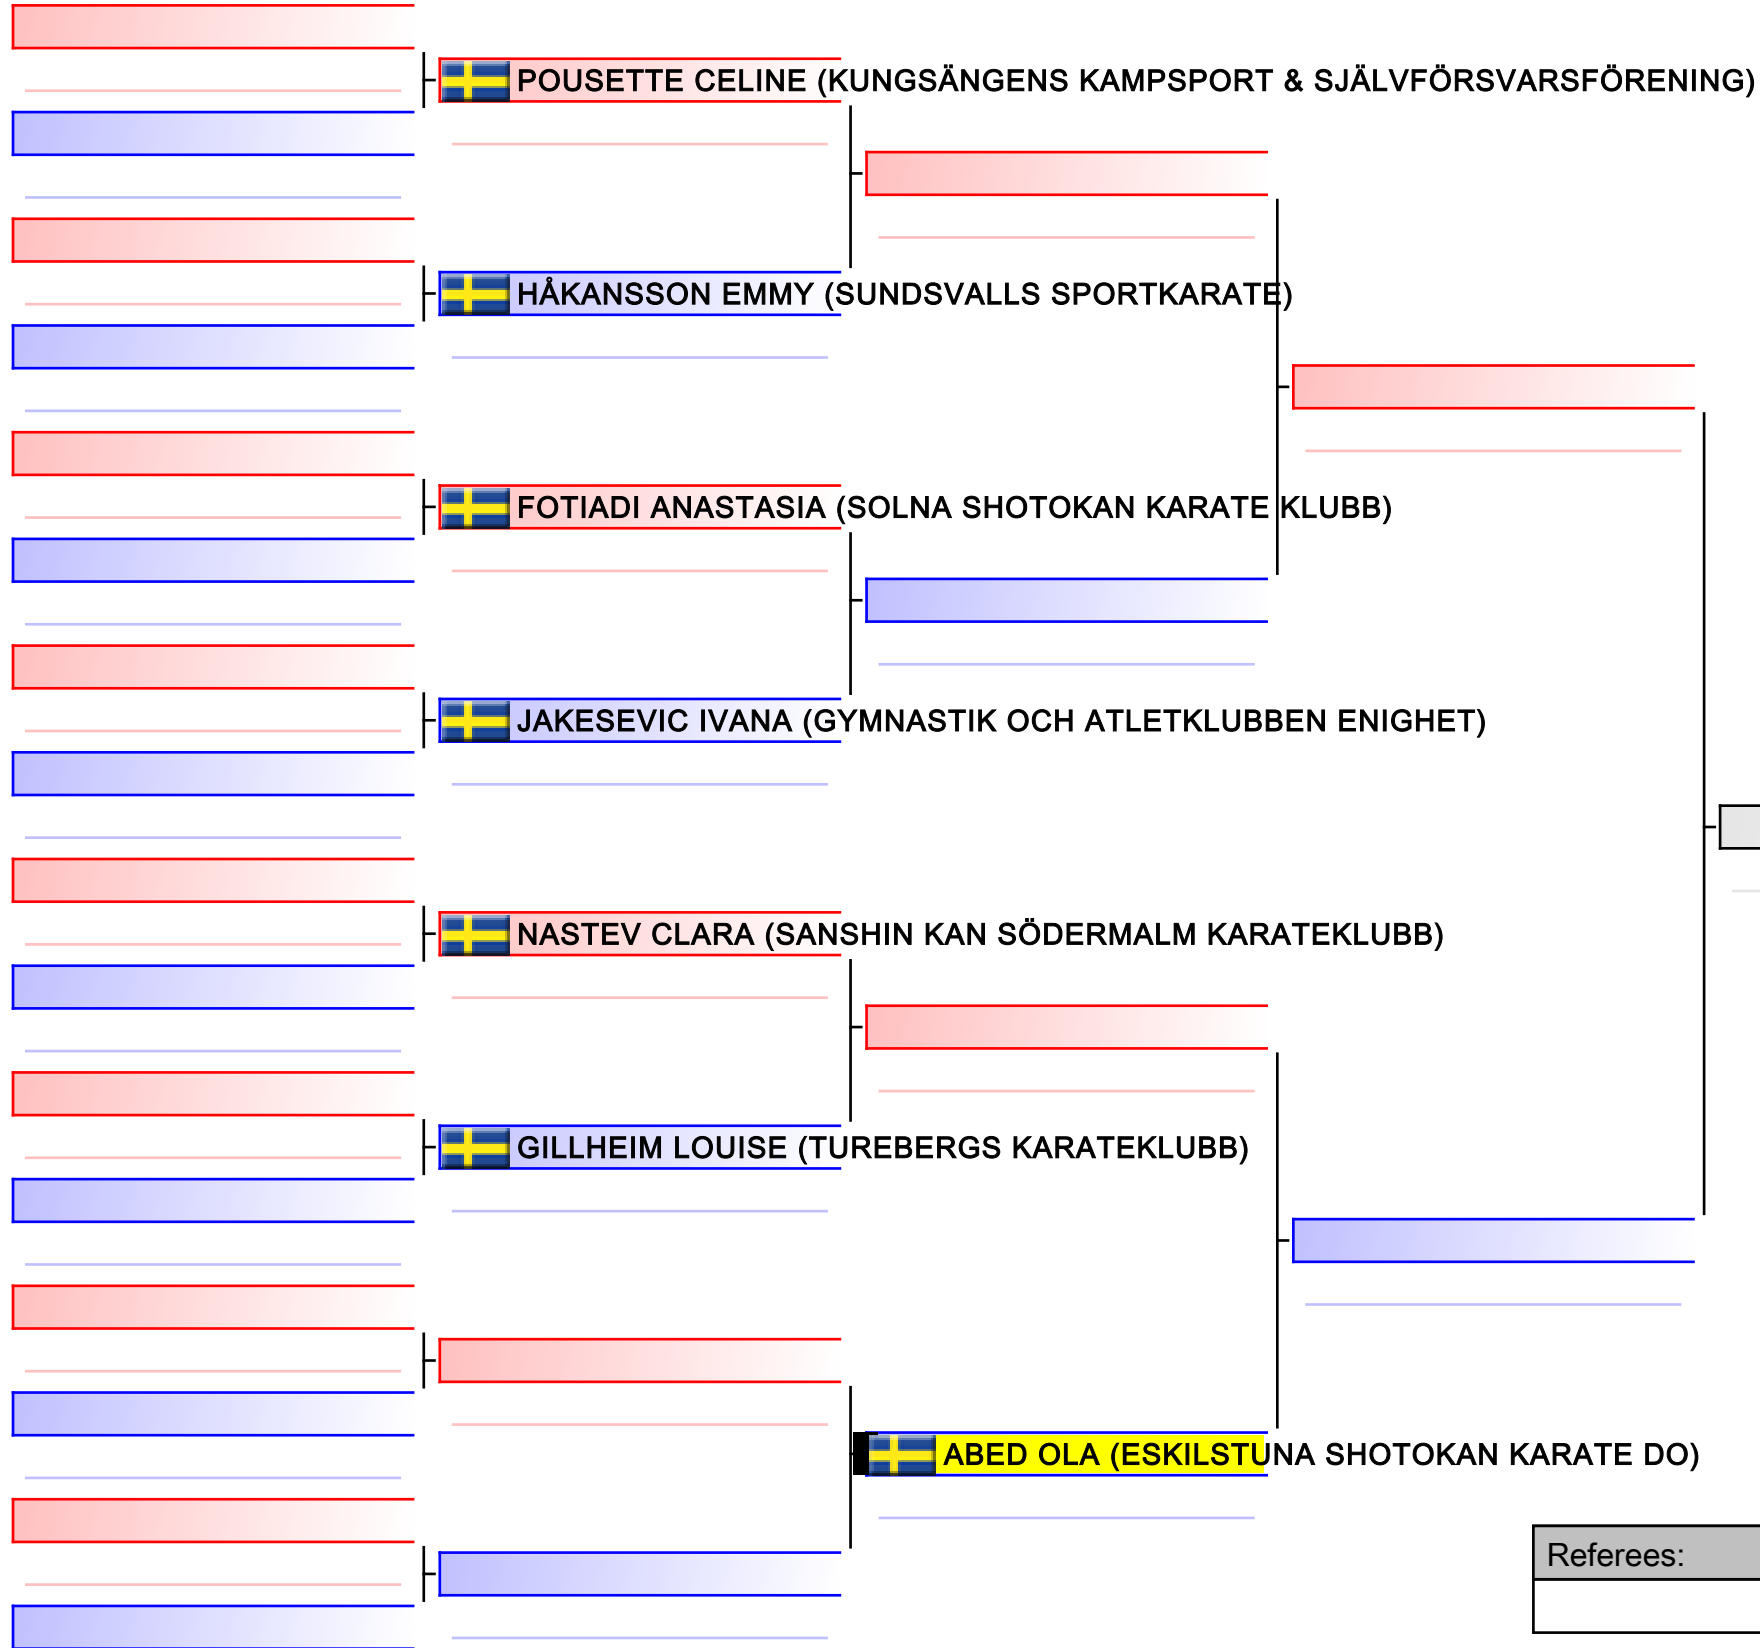 POUSETTE CELINE (KUNGSÄNGENS KAMPSPORT & SJÄLVFÖRSVARSFÖRENING)
HÅKANSSON EMMY (SUNDSVALLS SPORTKARATE)
FOTIADI ANASTASIA (SOLNA SHOTOKAN KARATE KLUBB)
JAKESEVIC IVANA (GYMNASTIK OCH ATLETKLUBBEN ENIGHET)
NASTEV CLARA (SANSHIN KAN SÖDERMALM KARATEKLUBB)
GILLHEIM LOUISE (TUREBERGS KARATEKLUBB)
ABED OLA (ESKILSTUNA SHOTOKAN KARATE DO)
Referees: